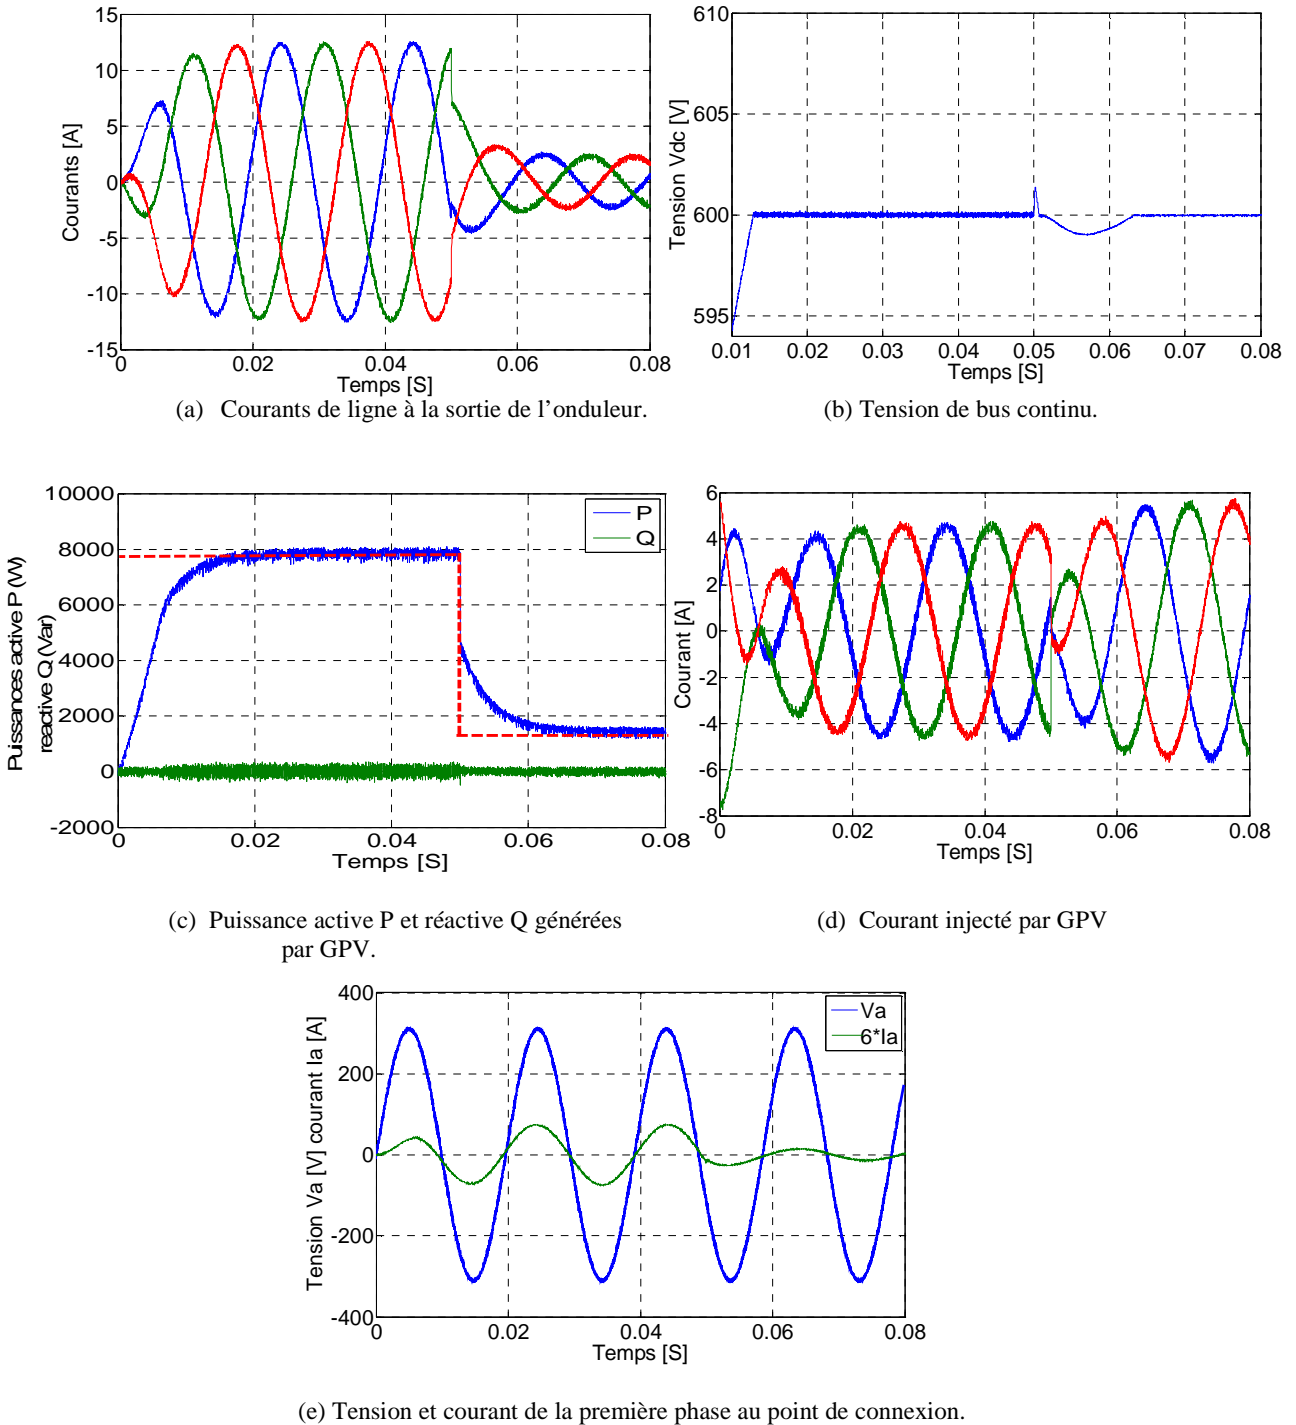 15
10
5
0
-5
-10
-15
Courants [A]
0
0.02
0.04
0.06
0.08
Temps [S]
(a) Courants de ligne à la sortie de l'onduleur.
610
605
600
595
Tension Vdc [V]
0.01
0.02
0.03
0.04
0.05
0.06
0.07
0.08
Temps [S]
(b) Tension de bus continu.
10000
8000
6000
4000
2000
0
-2000
Puissances active P (W)
reactive Q (Var)
P
Q
0
0.02
0.04
0.06
0.08
Temps [S]
(c) Puissance active P et réactive Q générées
par GPV.
6
4
2
0
-2
-4
-6
-8
Courant [A]
0
0.02
0.04
0.06
0.08
Temps [S]
(d) Courant injecté par GPV
400
200
0
-200
-400
Tension Va [V] courant Ia [A]
Va
6*Ia
0
0.02
0.04
0.06
0.08
Temps [S]
(e) Tension et courant de la première phase au point de connexion.